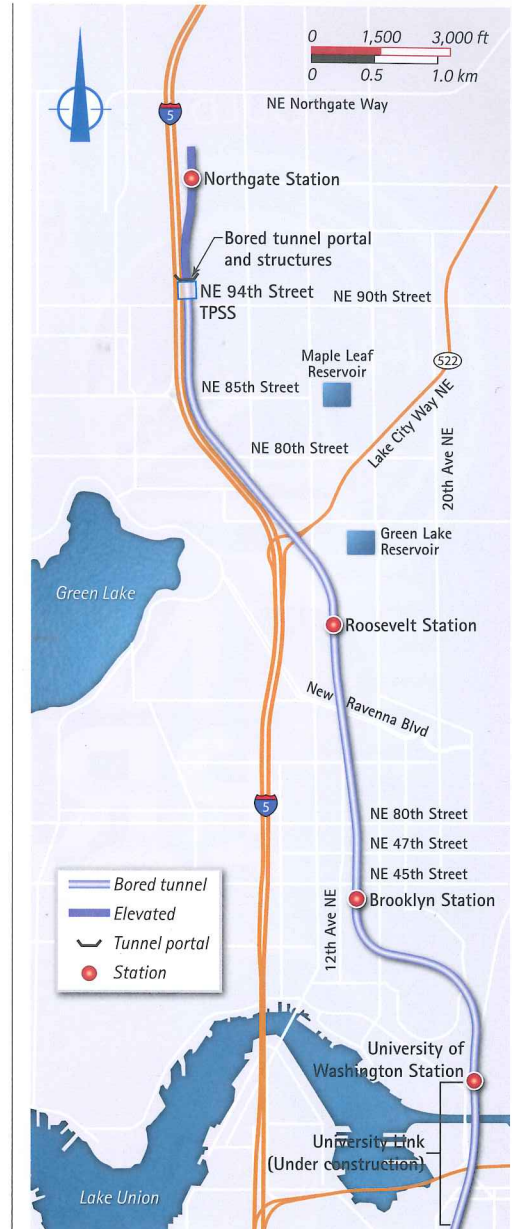 0 1,500 3,000 ft
0 0.5 1.0 km
NE Northgate Way
5
Northgate Station
Bored tunnel portal
and structures
NE 94th Street
TPSS
NE 90th Street
Maple Leaf
Reservoir
522
NE 85th Street
Lake City Way NE
NE 80th Street
20th Ave NE
Green Lake
Reservoir
Green Lake
Roosevelt Station
New Ravenna Blvd
5
NE 80th Street
NE 47th Street
NE 45th Street
Bored tunnel
Elevated
Tunnel portal
Station
12th Ave NE
Brooklyn Station
University of
Washington Station
University Link
(Under construction)
Lake Union